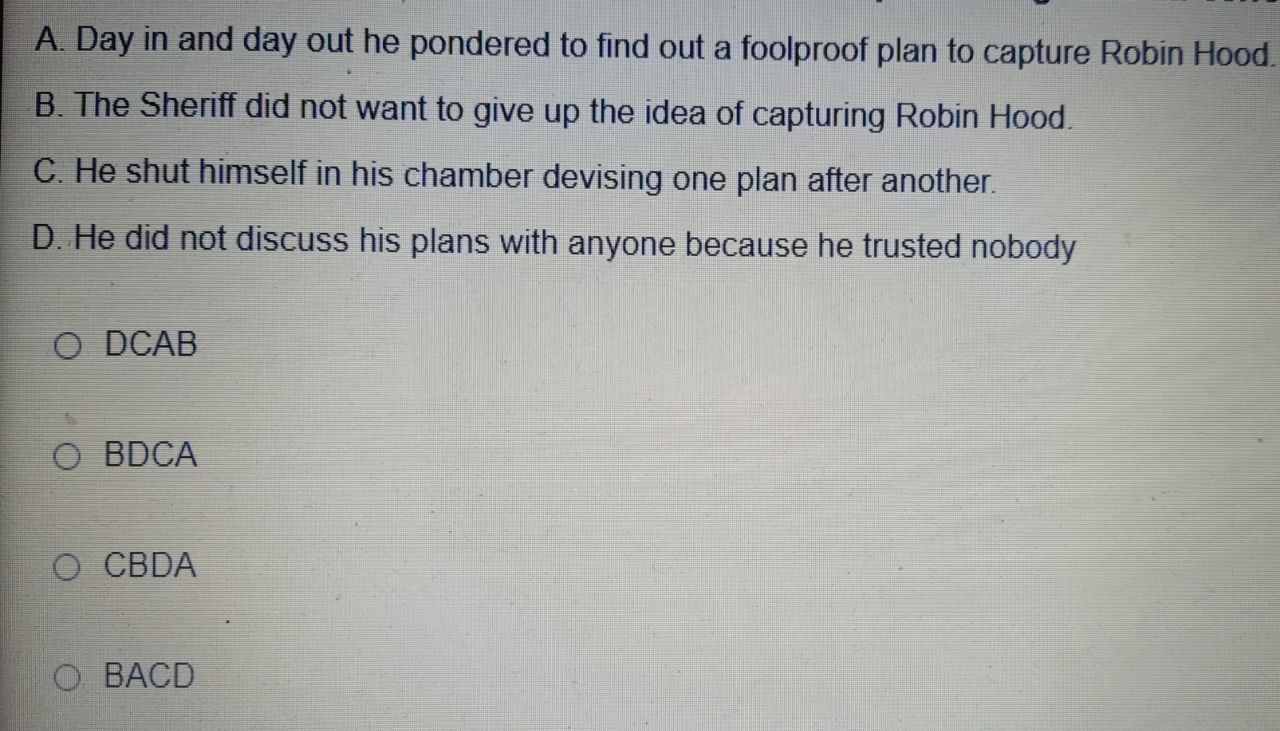 A. Day in and day out he pondered to find out a foolproof plan to capture Robin Hood.
B. The Sheriff did not want to give up the idea of capturing Robin Hood.
C. He shut himself in his chamber devising one plan after another.
D. He did not discuss his plans with anyone because he trusted nobody
DCAB
BDCA
CBDA
BACD